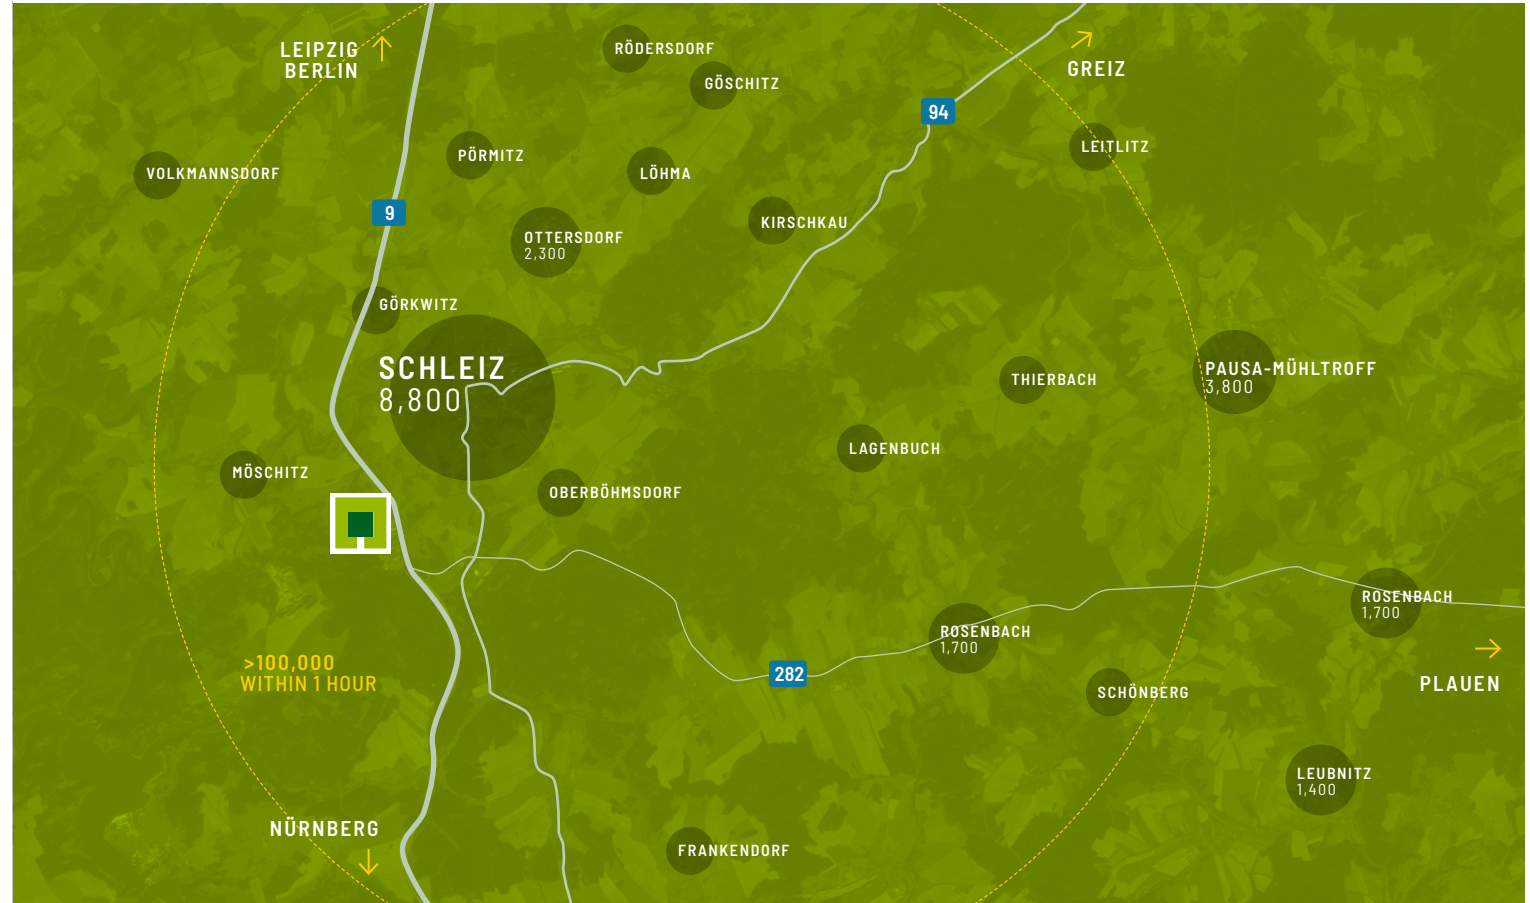 LEIPZIG
BERLIN
RÖDERSDORF
GÖSCHITZ
GREIZ
94
LEITLITZ
PÖRMITZ
VOLKMANNSDORF
LÖHMA
9
KIRSCHKAU
OTTERSDORF
2,300
GÖRKWITZ
SCHLEIZ
8,800
THIERBACH
PAUSA-MÜHLTROFF
3,800
LAGENBUCH
MÖSCHITZ
OBERBÖHMSDORF
ROSENBACH
1,700
ROSENBACH
1,700
>100,000
WITHIN 1 HOUR
282
PLAUEN
SCHÖNBERG
LEUBNITZ
1,400
NÜRNBERG
FRANKENDORF